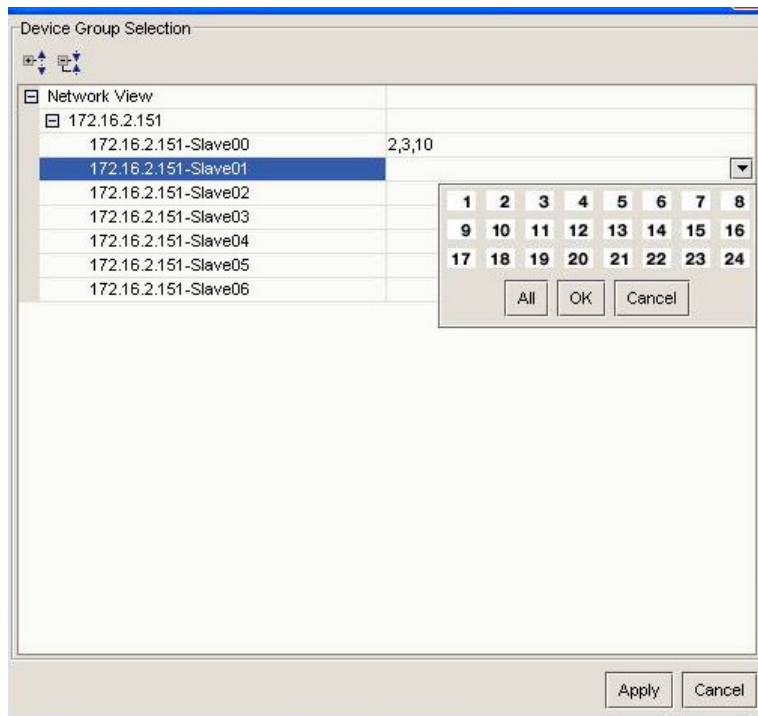 Device Group Selection
Network View
172.16.2.151
172.16.2.151-Slave00 2,3,10
172.16.2.151-Slave01
172.16.2.151-Slave02
172.16.2.151-Slave03
172.16.2.151-Slave04
172.16.2.151-Slave05
172.16.2.151-Slave06
1 2 3 4 5 6 7 8
9 10 11 12 13 14 15 16
17 18 19 20 21 22 23 24
All OK Cancel
Apply Cancel